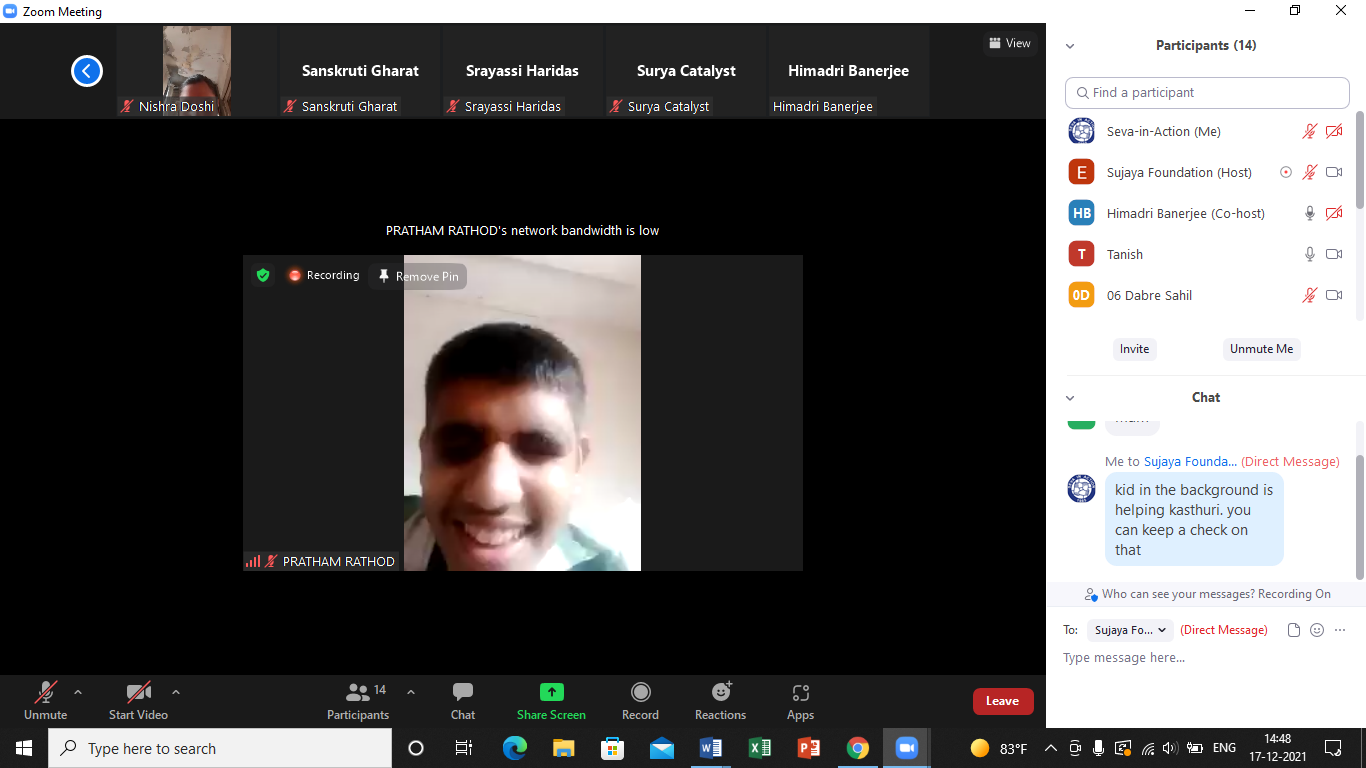 Zoom Meeting
Nishra Doshi
Sanskruti Gharat
Sanskruti Gharat
Srayassi Haridas
Srayassi Haridas
Surya Catalyst
Surya Catalyst
Himadri Banerjee
Himadri Banerjee
View
PRATHAM RATHOD's network bandwidth is low
Recording
Remove Pin
PRATHAM RATHOD
Participants (14)
Find a participant
Seva-in-Action (Me)
E
Sujaya Foundation (Host)
HB
Himadri Banerjee (Co-host)
T
Tanish
0D
06 Dabre Sahil
Invite
Unmute Me
Chat
Me to Sujaya Founda... (Direct Message)
kid in the background is
helping kasthuri. you
can keep a check on
that
Who can see your messages? Recording On
To:
Sujaya Fo...
(Direct Message)
Type message here...
Unmute
Start Video
14
Participants
Chat
Share Screen
Record
Reactions
Apps
Leave
Type here to search
83°F
ENG
14:48
17-12-2021